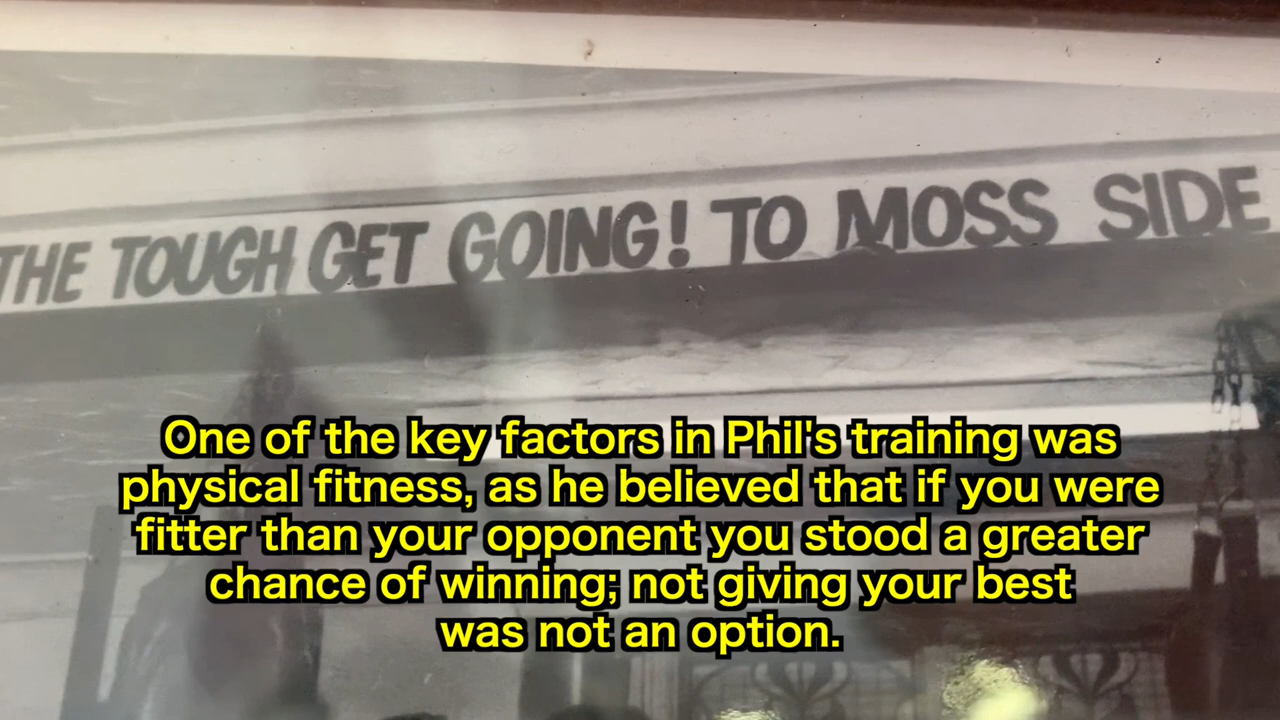 THE TOUGH GET GOING! TO MOSS SIDE
One of the key factors in Phil's training was
physical fitness, as he believed that if you were
fitter than your opponent you stood a greater
chance of winning; not giving your best
was not an option.